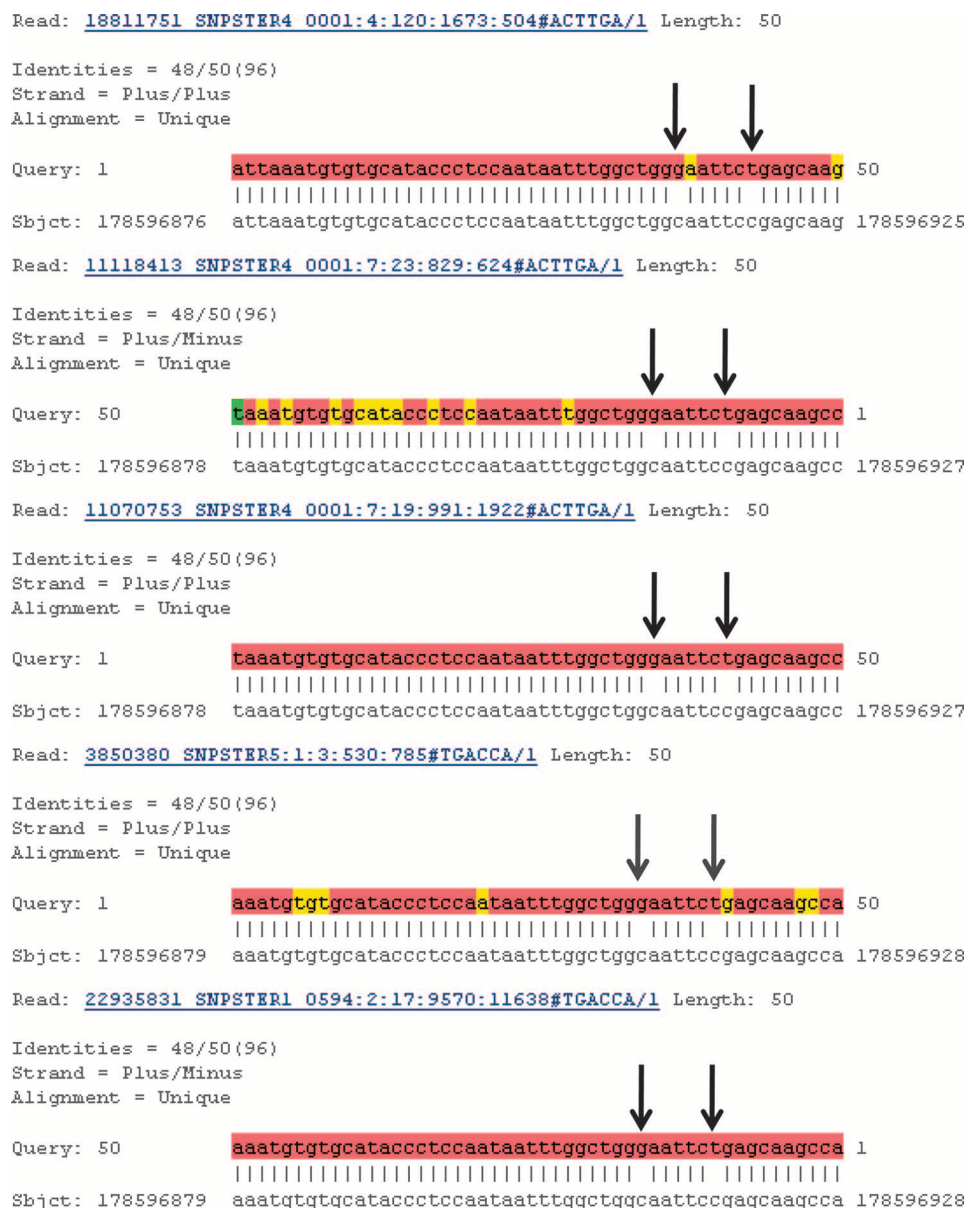 Read: 18811751 SNPSTER4 0001:4:120:1673:504#ACTTGA/1 Length: 50
Identities = 48/50(96)
Strand = Plus/Plus
Alignment = Unique
Query: 1 attaaatgtgtgcataccctccaataatttggctgggaattctgagcaag 50
|||||||||||||||||||||||||||||||||||| ||||| |||||||
Sbjct: 178596876 attaaatgtgtgcataccctccaataatttggctggcaattccgagcaag 178596925
Read: 11118413 SNPSTER4 0001:7:23:829:624#ACTTGA/1 Length: 50
Identities = 48/50(96)
Strand = Plus/Minus
Alignment = Unique
Query: 50 taaatgtgtgcataccctccaataatttggctgggaattctgagcaagcc 1
|||||||||||||||||||||||||||||||||| ||||| |||||||||
Sbjct: 178596878 taaatgtgtgcataccctccaataatttggctggcaattccgagcaagcc 178596927
Read: 11070753 SNPSTER4 0001:7:19:991:1922#ACTTGA/1 Length: 50
Identities = 48/50(96)
Strand = Plus/Plus
Alignment = Unique
Query: 1 taaatgtgtgcataccctccaataatttggctgggaattctgagcaagcc 50
|||||||||||||||||||||||||||||||||| ||||| |||||||||
Sbjct: 178596878 taaatgtgtgcataccctccaataatttggctggcaattccgagcaagcc 178596927
Read: 3850380 SNPSTER5:1:3:530:785#TGACCA/1 Length: 50
Identities = 48/50(96)
Strand = Plus/Plus
Alignment = Unique
Query: 1 aaatgtgtgcataccctccaataatttggctgggaattctgagcaagcca 50
||||||||||||||||||||||||||||||||| ||||| ||||||||||
Sbjct: 178596879 aaatgtgtgcataccctccaataatttggctggcaattccgagcaagcca 178596928
Read: 22935831 SNPSTER1 0594:2:17:9570:11638#TGACCA/1 Length: 50
Identities = 48/50(96)
Strand = Plus/Minus
Alignment = Unique
Query: 50 aaatgtgtgcataccctccaataatttggctgggaattctgagcaagcca 1
||||||||||||||||||||||||||||||||| ||||| ||||||||||
Sbjct: 178596879 aaatgtgtgcataccctccaataatttggctggcaattccgagcaagcca 178596928